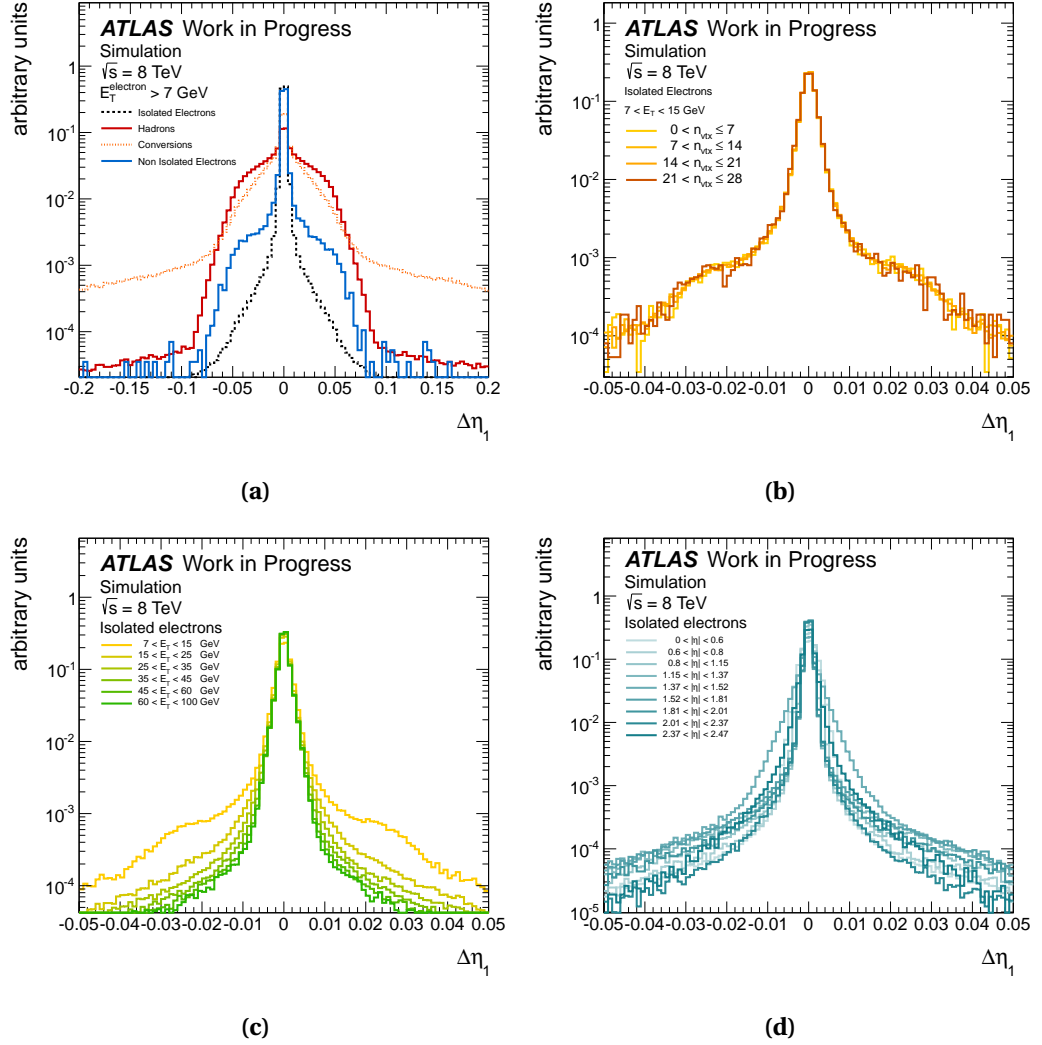 ATLAS Work in Progress
Simulation
√s = 8 TeV
E_T^electron > 7 GeV
Isolated Electrons
Hadrons
Conversions
Non Isolated Electrons
arbitrary units
1
10^-1
10^-2
10^-3
10^-4
-0.2 -0.15 -0.1 -0.05 0 0.05 0.1 0.15 0.2
Δη_1
(a)
ATLAS Work in Progress
Simulation
√s = 8 TeV
Isolated Electrons
7 < E_T < 15 GeV
0 < n_vtx ≤ 7
7 < n_vtx ≤ 14
14 < n_vtx ≤ 21
21 < n_vtx ≤ 28
arbitrary units
1
10^-1
10^-2
10^-3
10^-4
-0.05 -0.04 -0.03 -0.02 -0.01 0 0.01 0.02 0.03 0.04 0.05
Δη_1
(b)
ATLAS Work in Progress
Simulation
√s = 8 TeV
Isolated electrons
7 < E_T < 15 GeV
15 < E_T < 25 GeV
25 < E_T < 35 GeV
35 < E_T < 45 GeV
45 < E_T < 60 GeV
60 < E_T < 100 GeV
arbitrary units
1
10^-1
10^-2
10^-3
10^-4
-0.05 -0.04 -0.03 -0.02 -0.01 0 0.01 0.02 0.03 0.04 0.05
Δη_1
(c)
ATLAS Work in Progress
Simulation
√s = 8 TeV
Isolated electrons
0 < |η| < 0.6
0.6 < |η| < 0.8
0.8 < |η| < 1.15
1.15 < |η| < 1.37
1.37 < |η| < 1.52
1.52 < |η| < 1.81
1.81 < |η| < 2.01
2.01 < |η| < 2.37
2.37 < |η| < 2.47
arbitrary units
1
10^-1
10^-2
10^-3
10^-4
10^-5
-0.05 -0.04 -0.03 -0.02 -0.01 0 0.01 0.02 0.03 0.04 0.05
Δη_1
(d)